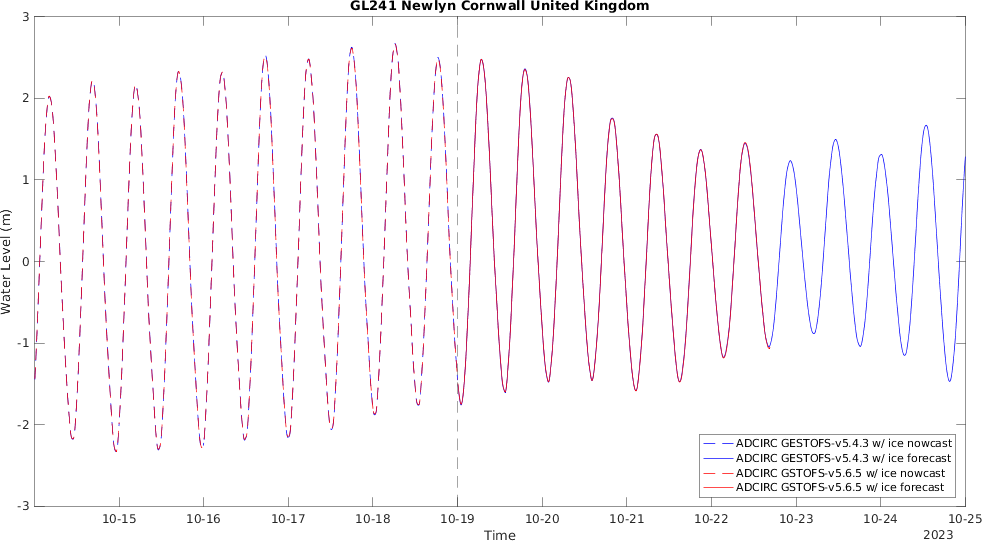 GL241 Newlyn Cornwall United Kingdom
Water Level (m)
3
2
1
0
-1
-2
-3
ADCIRC GESTOFS-v5.4.3 w/ ice nowcast
ADCIRC GESTOFS-v5.4.3 w/ ice forecast
ADCIRC GSTOFS-v5.6.5 w/ ice nowcast
ADCIRC GSTOFS-v5.6.5 w/ ice forecast
10-15 10-16 10-17 10-18 10-19 10-20 10-21 10-22 10-23 10-24 10-25
Time
2023